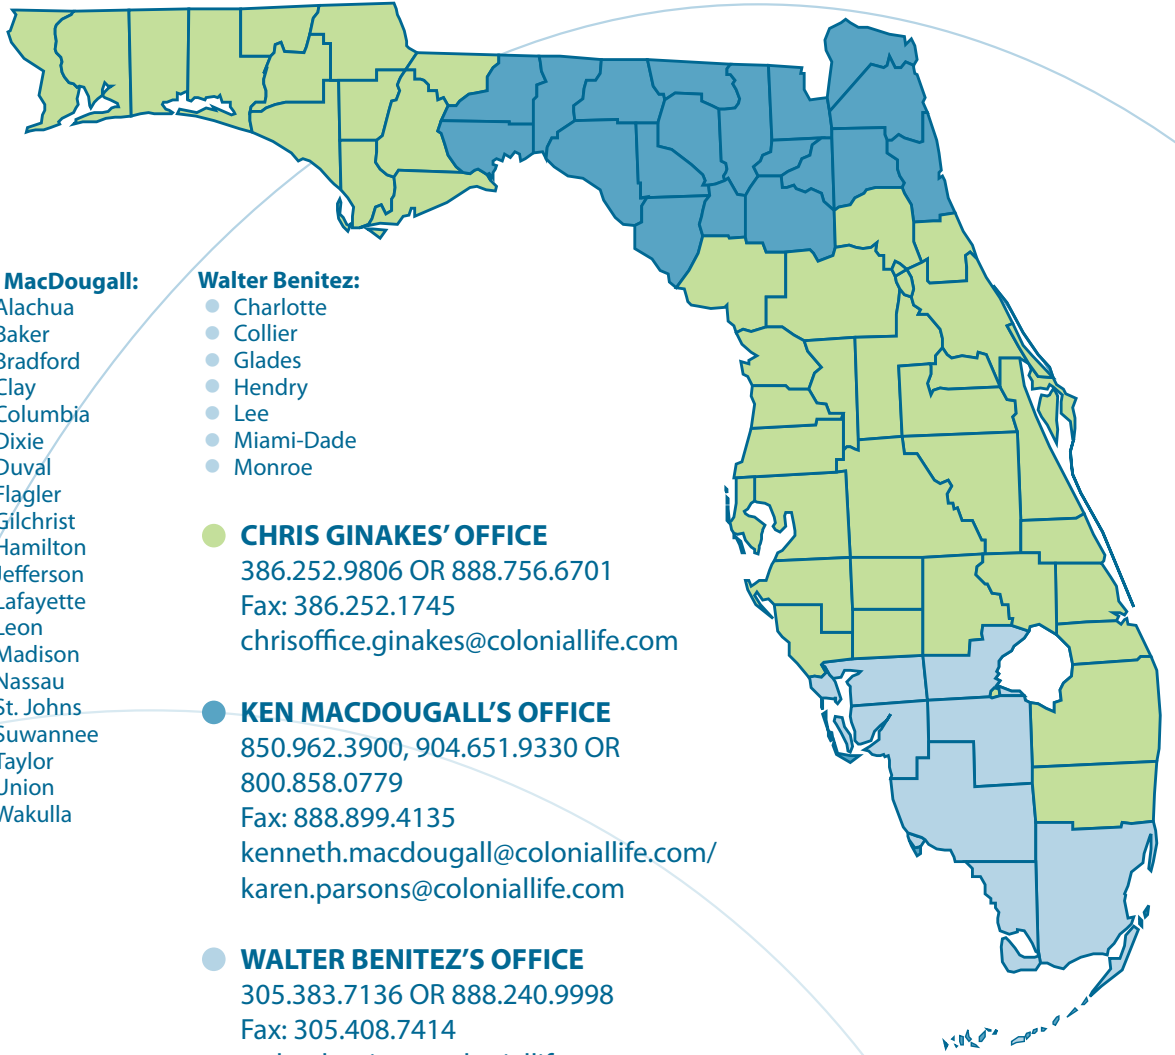 MacDougall:
Alachua
Baker
Bradford
Clay
Columbia
Dixie
Duval
Flagler
Gilchrist
Hamilton
Jefferson
Lafayette
Leon
Madison
Nassau
St. Johns
Suwannee
Taylor
Union
Wakulla
Walter Benitez:
Charlotte
Collier
Glades
Hendry
Lee
Miami-Dade
Monroe
CHRIS GINAKES’ OFFICE
386.252.9806 OR 888.756.6701
Fax: 386.252.1745
chrisoffice.ginakes@coloniallife.com
KEN MACDOUGALL’S OFFICE
850.962.3900, 904.651.9330 OR
800.858.0779
Fax: 888.899.4135
kenneth.macdougall@coloniallife.com/
karen.parsons@coloniallife.com
WALTER BENITEZ’S OFFICE
305.383.7136 OR 888.240.9998
Fax: 305.408.7414